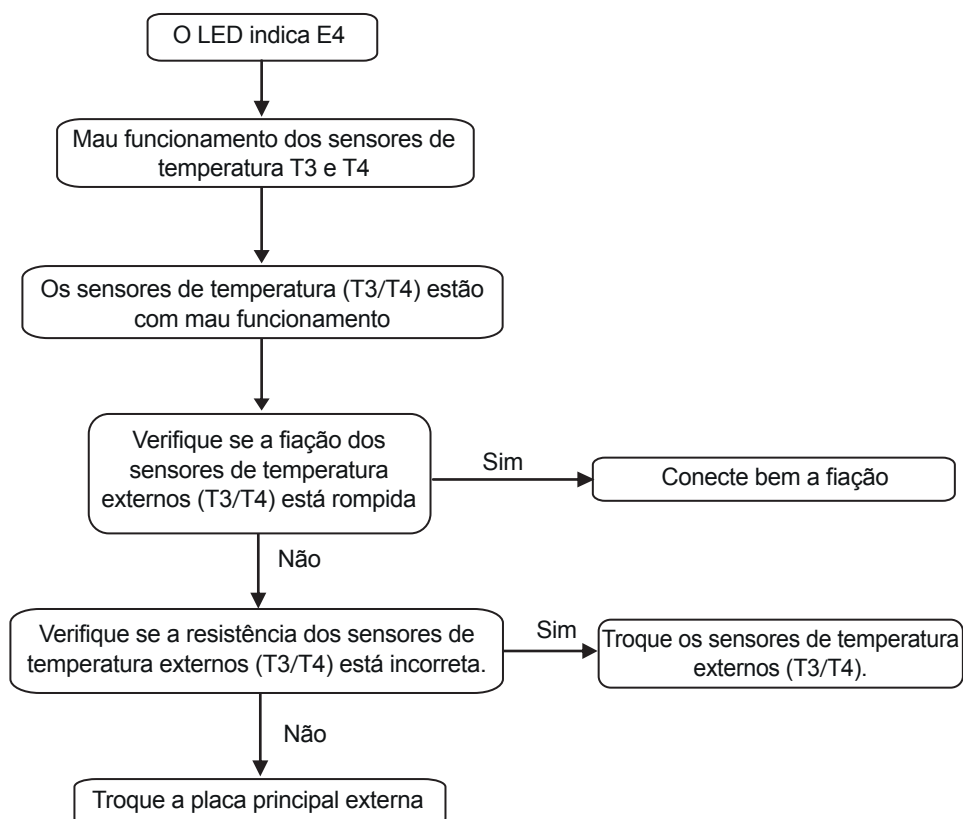 O LED indica E4
Mau funcionamento dos sensores de
temperatura T3 e T4
Os sensores de temperatura (T3/T4) estão
com mau funcionamento
Verifique se a fiação dos
sensores de temperatura
externos (T3/T4) está rompida
Sim
Conecte bem a fiação
Não
Verifique se a resistência dos sensores de
temperatura externos (T3/T4) está incorreta.
Sim
Troque os sensores de temperatura
externos (T3/T4).
Não
Troque a placa principal externa